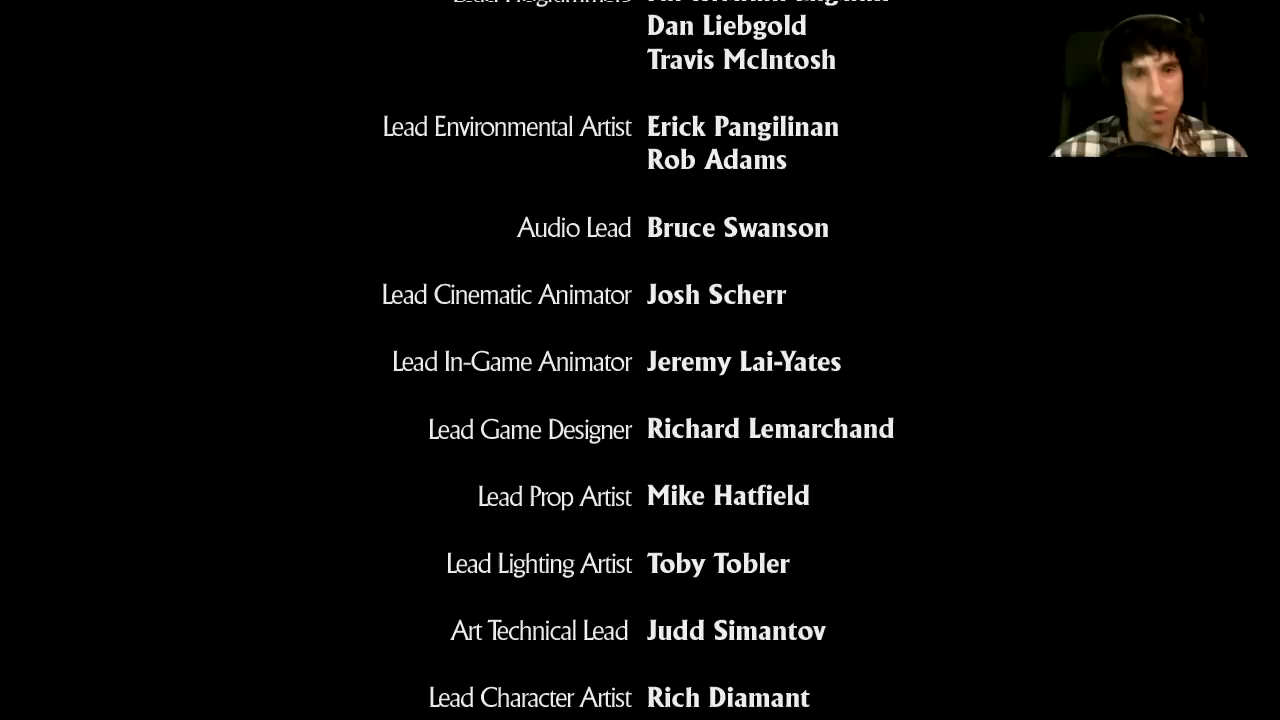 Dan Liebgold
Travis McIntosh
Lead Environmental Artist Erick Pangilinan
Rob Adams
Audio Lead Bruce Swanson
Lead Cinematic Animator Josh Scherr
Lead In-Game Animator Jeremy Lai-Yates
Lead Game Designer Richard Lemarchand
Lead Prop Artist Mike Hatfield
Lead Lighting Artist Toby Tobler
Art Technical Lead Judd Simantov
Lead Character Artist Rich Diamant